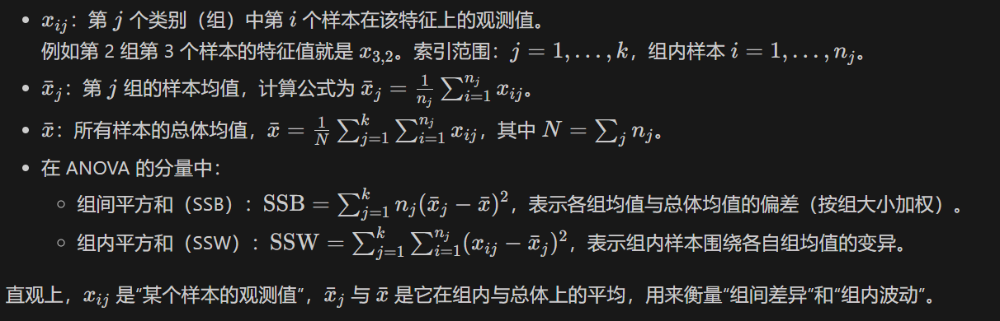 • $x_{ij}$：第 $j$ 个类别（组）中第 $i$ 个样本在该特征上的观测值。
例如第 2 组第 3 个样本的特征值就是 $x_{3,2}$。索引范围：$j = 1, \ldots, k$，组内样本 $i = 1, \ldots, n_j$。
• $\bar{x}_j$：第 $j$ 组的样本均值，计算公式为 $\bar{x}_j = \frac{1}{n_j} \sum_{i=1}^{n_j} x_{ij}$。
• $\bar{x}$：所有样本的总体均值，$\bar{x} = \frac{1}{N} \sum_{j=1}^{k} \sum_{i=1}^{n_j} x_{ij}$，其中 $N = \sum_j n_j$。
• 在 ANOVA 的分量中：
◦ 组间平方和（SSB）：$\mathrm{SSB} = \sum_{j=1}^{k} n_j (\bar{x}_j - \bar{x})^2$，表示各组均值与总体均值的偏差（按组大小加权）。
◦ 组内平方和（SSW）：$\mathrm{SSW} = \sum_{j=1}^{k} \sum_{i=1}^{n_j} (x_{ij} - \bar{x}_j)^2$，表示组内样本围绕各自组均值的变异。
直观上，$x_{ij}$ 是“某个样本的观测值”，$\bar{x}_j$ 与 $\bar{x}$ 是它在组内与总体上的平均，用来衡量“组间差异”和“组内波动”。